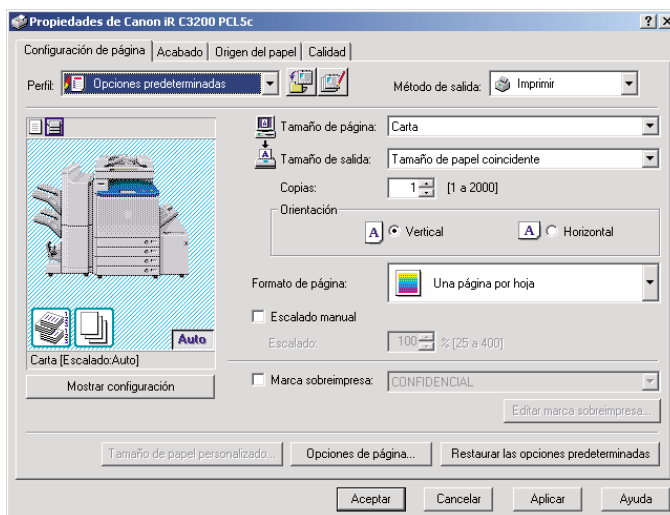 Propiedades de Canon iR C3200 PCL5c
Configuración de página Acabado Origen del papel Calidad
Perfil: Opciones predeterminadas Método de salida: Imprimir
Tamaño de página: Carta
Tamaño de salida: Tamaño de papel coincidente
Copias: 1 [1 a 2000]
Orientación
A Vertical A Horizontal
Formato de página: Una página por hoja
Escalado manual
Escalado: 100 % [25 a 400]
Auto
Carta [Escalado:Auto]
Mostrar configuración
Marca sobreimpresa: CONFIDENCIAL
Editar marca sobreimpresa...
Tamaño de papel personalizado... Opciones de página... Restaurar las opciones predeterminadas
Aceptar Cancelar Aplicar Ayuda